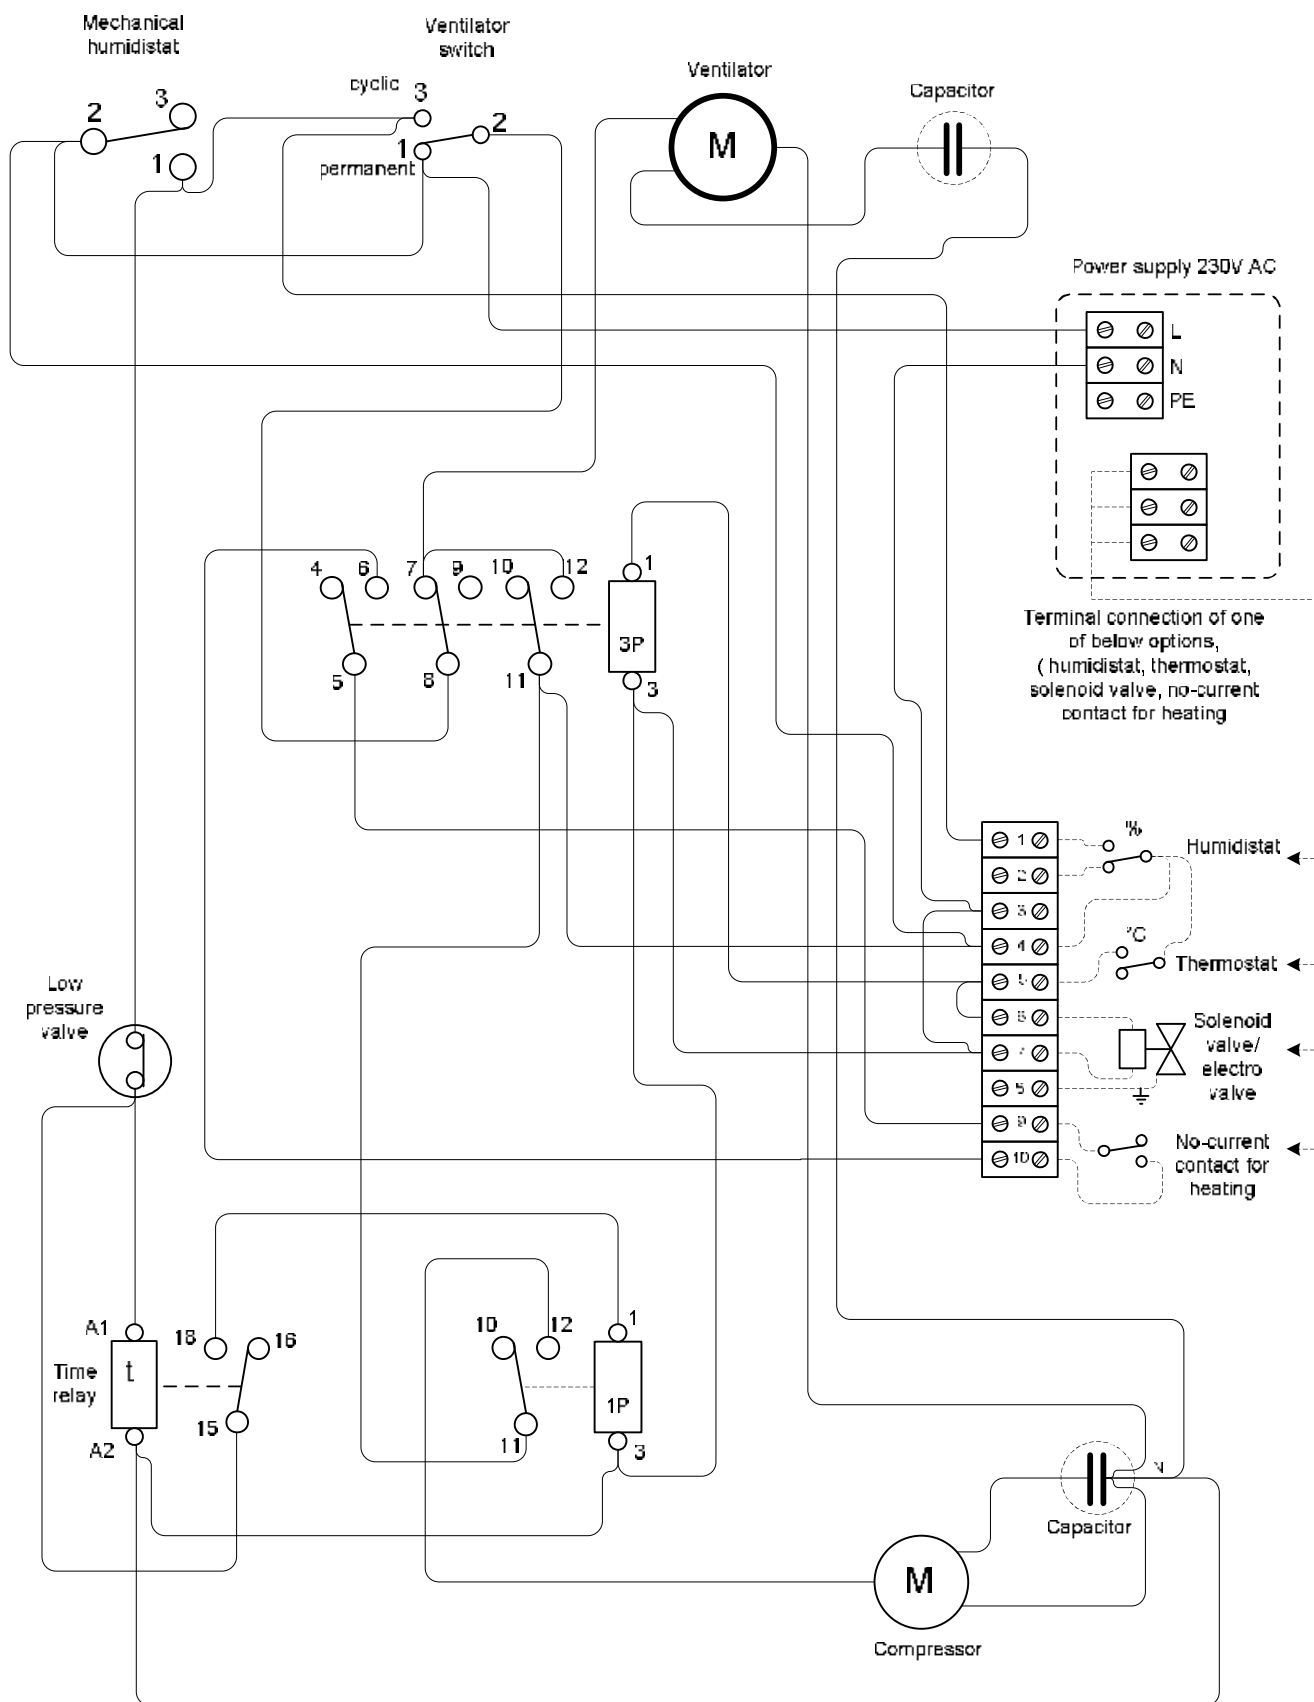 Mechanical
humidistat
Ventilator
switch
Ventilator
Capacitor
cyclic
3
2
3
2
1
1
permanent
M
Power supply 230V AC
L
N
PE
Terminal connection of one
of below options,
( humidistat, thermostat,
solenoid valve, no-current
contact for heating
4
6
7
9
10
12
1
3P
5
8
11
3
1
%
Humidistat
2
3
4
°C
Thermostat
Solenoid
valve/
electro
valve
5
9
10
No-current
contact for
heating
Low
pressure
valve
A1
18
16
10
12
1
t
Time
relay
1P
15
11
3
A2
N
Capacitor
M
Compressor